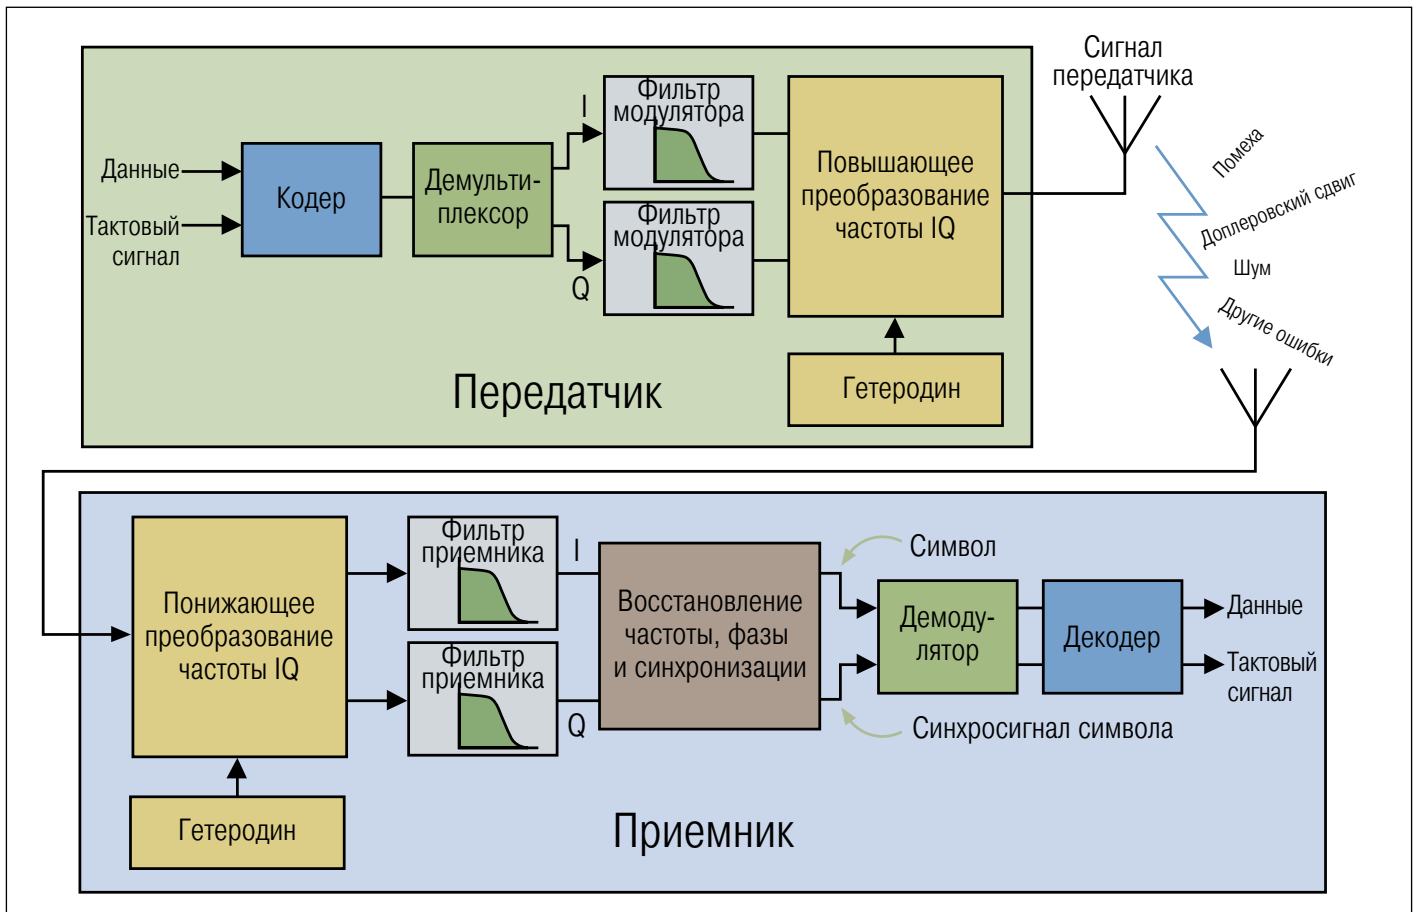 Сигнал
передатчика
Данные
Тактовый
сигнал
Кодер
Демульти-
плексор
I
Q
Фильтр
модулятора
Фильтр
модулятора
Повышающее
преобразование
частоты IQ
Гетеродин
Передатчик
Помеха
Доплеровский сдвиг
Шум
Другие ошибки
Понижающее
преобразование
частоты IQ
Гетеродин
Фильтр
приемника
Фильтр
приемника
I
Q
Восстановление
частоты, фазы
и синхронизации
Символ
Синхросигнал символа
Демоду-
лятор
Декодер
Данные
Тактовый
сигнал
Приемник